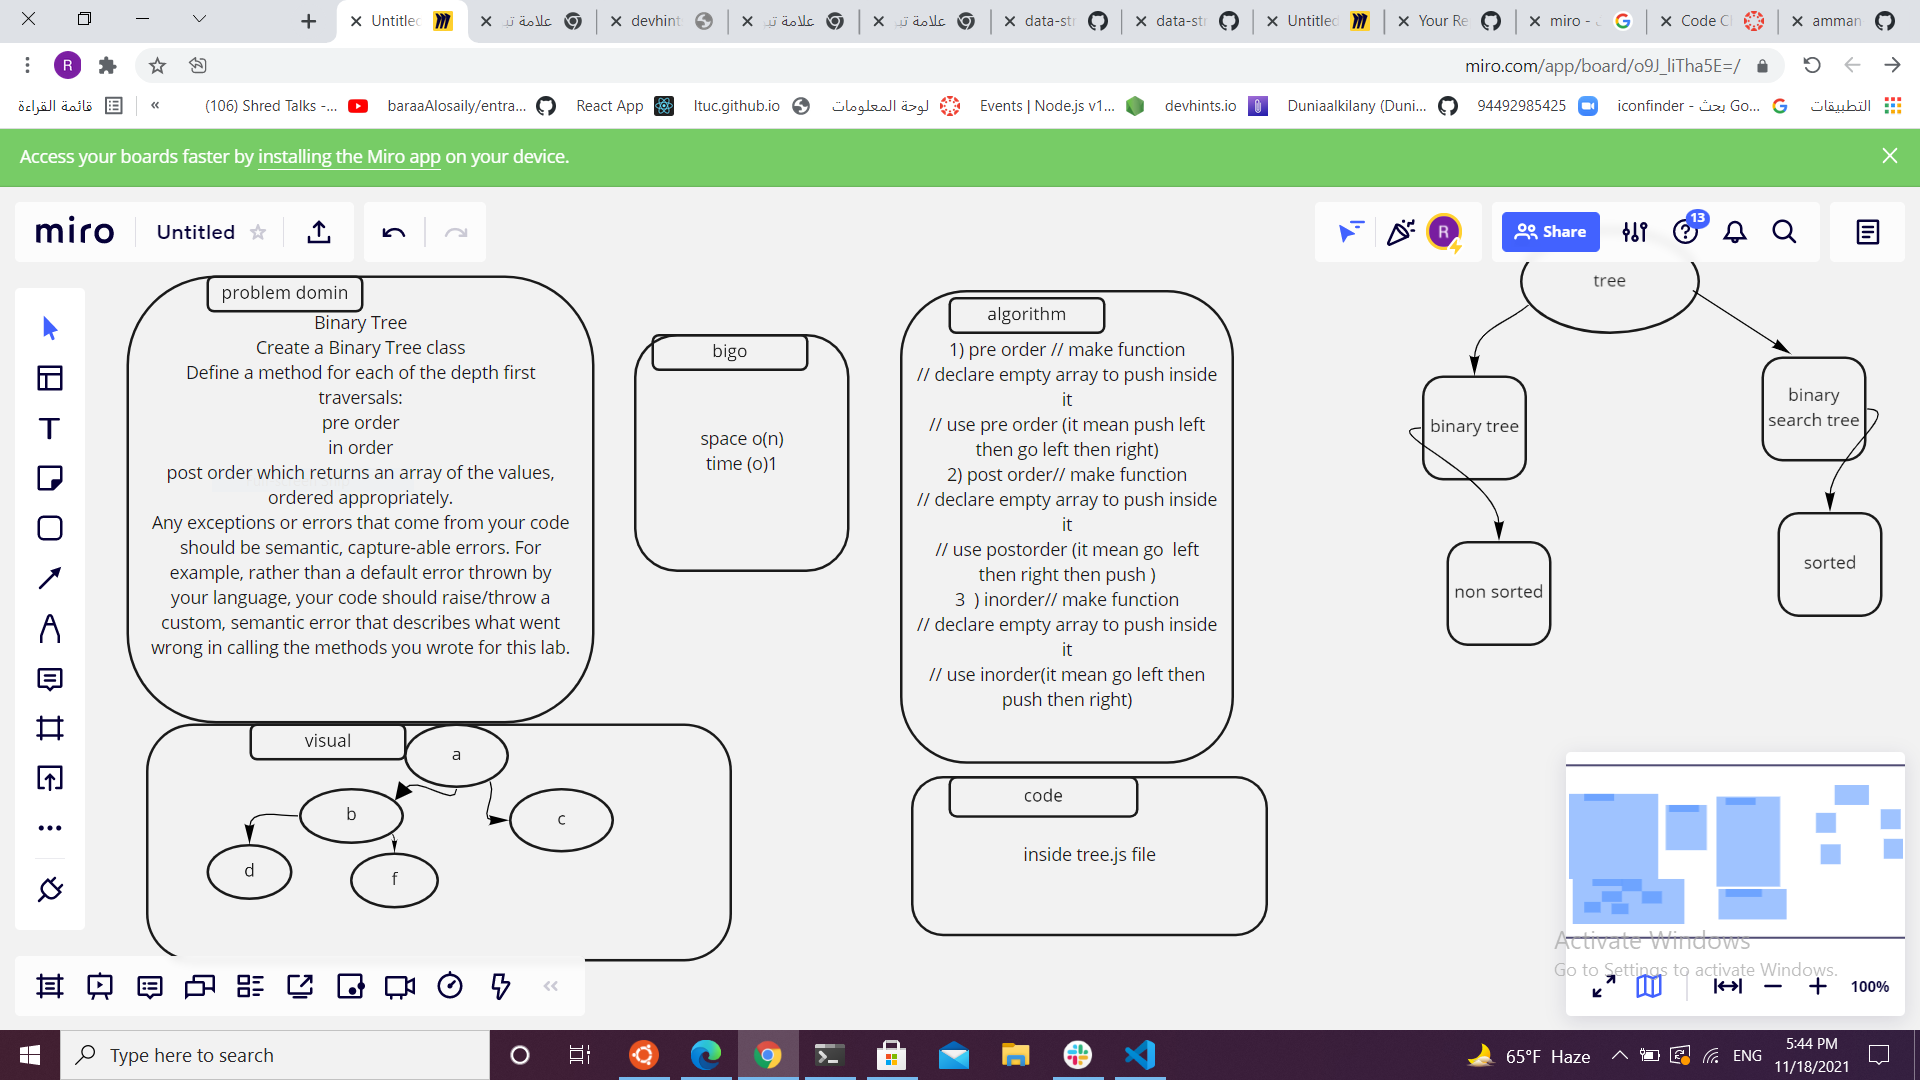 Untitled
علامة تبو
devhint
علامة تبو
علامة تبو
data-str
data-str
Untitled
Your Re
miro -
Code C
amman
R
miro.com/app/board/o9J_liTha5E=/
قائمة القراءة
«
(106) Shred Talks -...
baraaAlosaily/entra...
React App
ltuc.github.io
لوحة المعلومات
Events | Node.js v1...
devhints.io
Duniaalkilany (Duni...
94492985425
iconfinder - بحث Go...
التطبيقات
Access your boards faster by installing the Miro app on your device.
miro
Untitled
R
Share
13
problem domin
Binary Tree
Create a Binary Tree class
Define a method for each of the depth first
traversals:
pre order
in order
post order which returns an array of the values,
ordered appropriately.
Any exceptions or errors that come from your code
should be semantic, capture-able errors. For
example, rather than a default error thrown by
your language, your code should raise/throw a
custom, semantic error that describes what went
wrong in calling the methods you wrote for this lab.
bigo
space o(n)
time (o)1
algorithm
1) pre order // make function
// declare empty array to push inside
it
// use pre order (it mean push left
then go left then right)
2) post order// make function
// declare empty array to push inside
it
// use postorder (it mean go  left
then right then push )
3  ) inorder// make function
// declare empty array to push inside
it
// use inorder(it mean go left then
push then right)
tree
binary tree
binary
search tree
non sorted
sorted
visual
a
b
c
d
f
code
inside tree.js file
Activate Windows
Go to Settings to activate Windows.
100%
Type here to search
65°F Haze
ENG
5:44 PM
11/18/2021